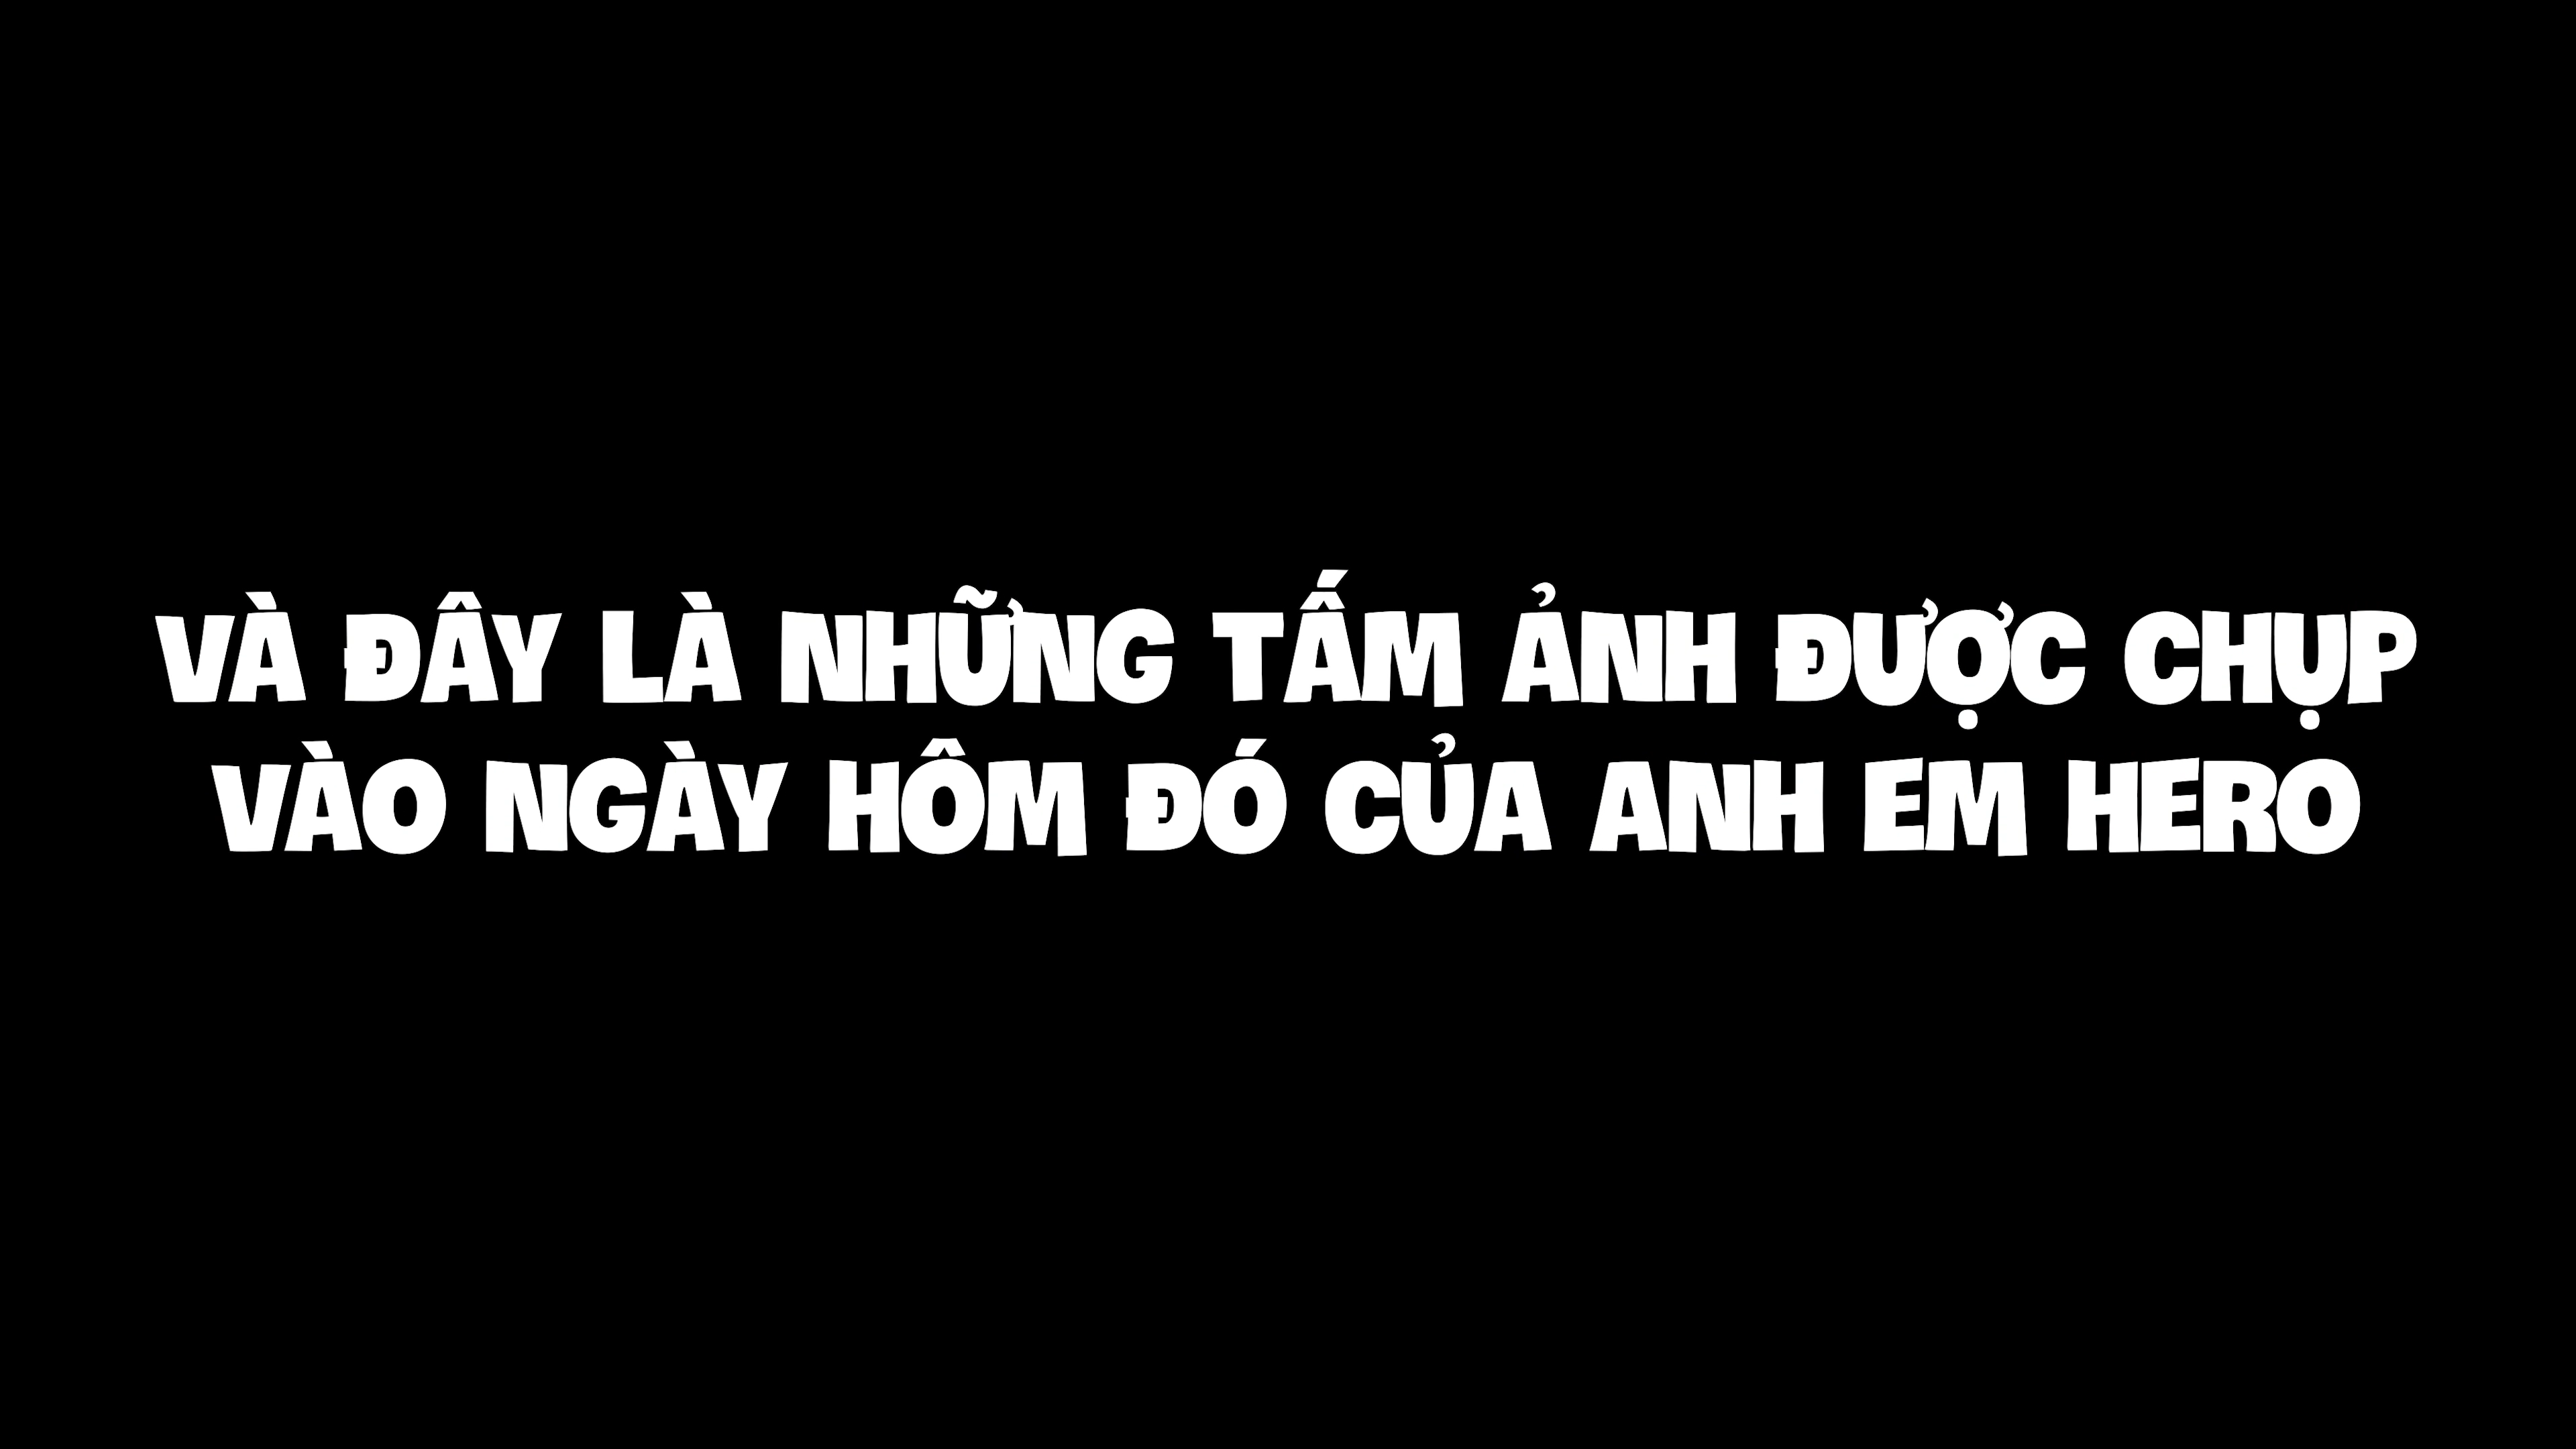 VÀ ĐÂY LÀ NHỮNG TẤM ẢNH ĐƯỢC CHỤP
VÀO NGÀY HÔM ĐÓ CỦA ANH EM HERO